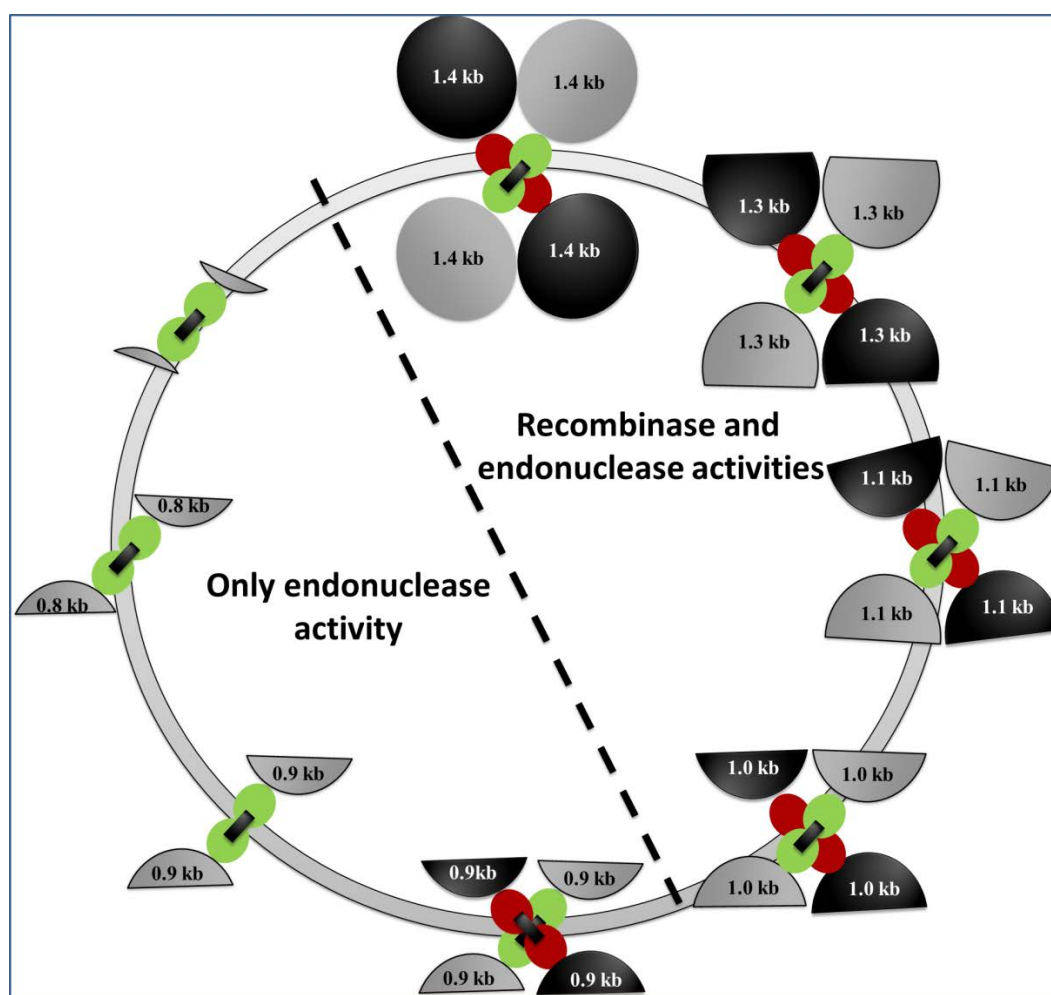 1.4 kb
1.4 kb
1.4 kb
1.4 kb
1.3 kb
1.3 kb
1.3 kb
1.3 kb
Recombinase and
endonuclease activities
1.1 kb
1.1 kb
1.1 kb
1.1 kb
0.8 kb
0.8 kb
Only endonuclease
activity
1.0 kb
1.0 kb
1.0 kb
1.0 kb
0.9 kb
0.9 kb
0.9kb
0.9 kb
0.9 kb
0.9 kb